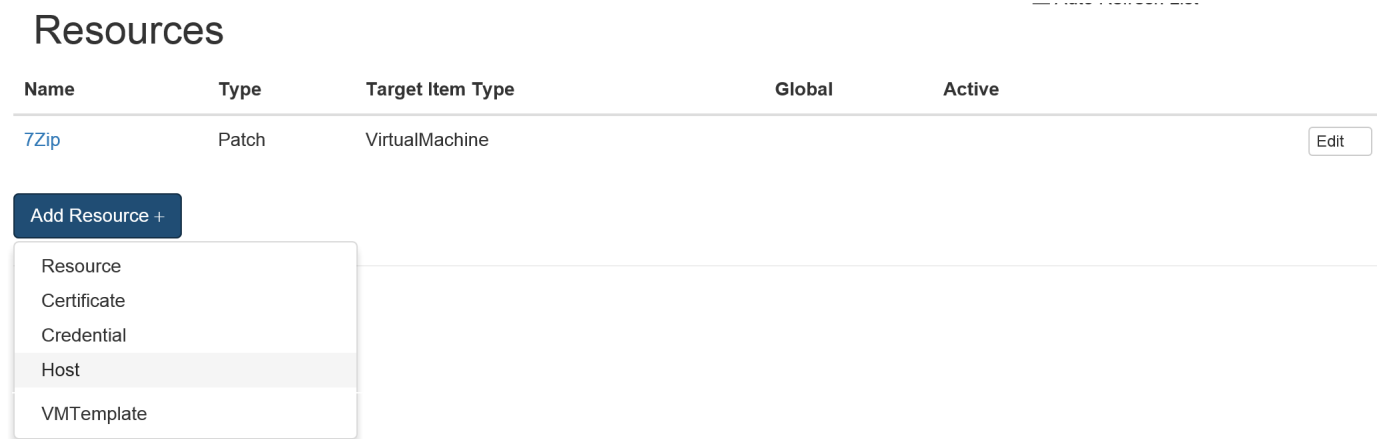 Resources
Name Type Target Item Type Global Active
7Zip Patch VirtualMachine Edit
Add Resource +
Resource
Certificate
Credential
Host
VMTemplate